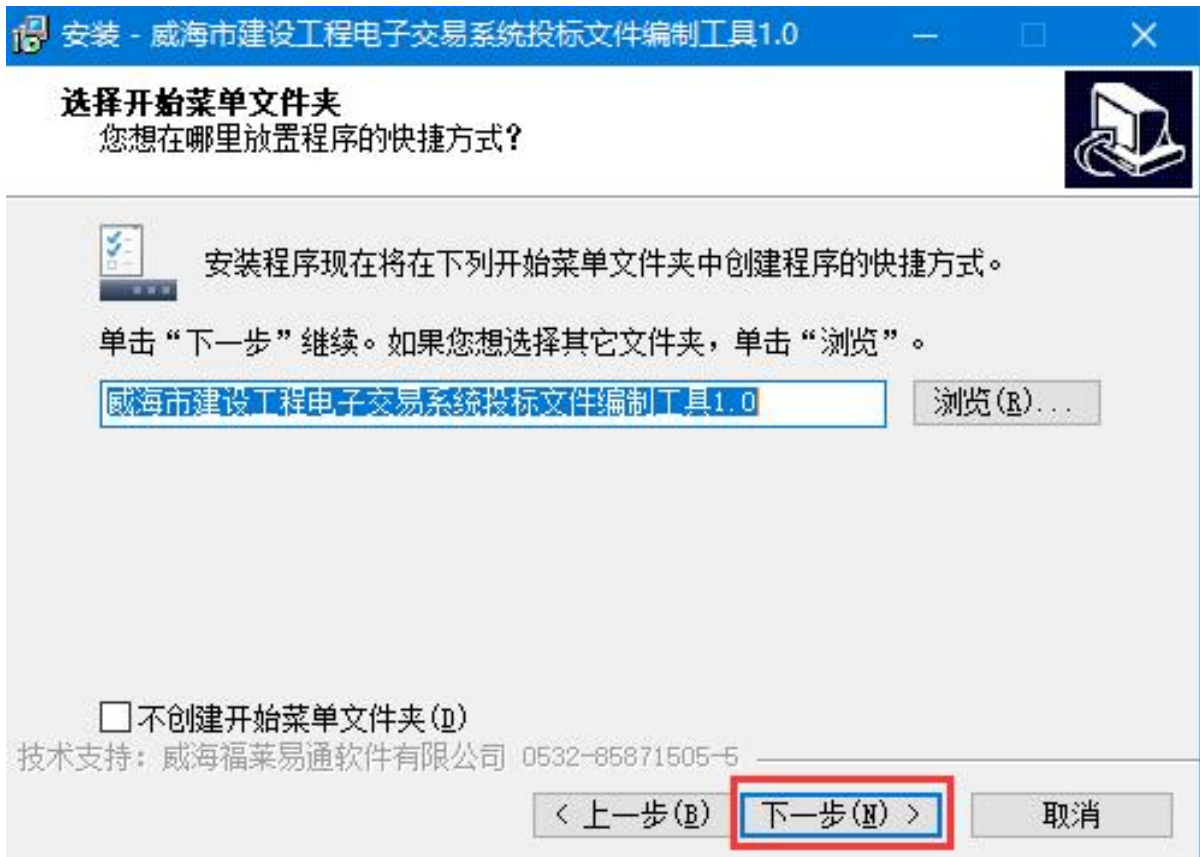 安装 - 威海市建设工程电子交易系统投标文件编制工具1.0
选择开始菜单文件夹
您想在哪里放置程序的快捷方式？
安装程序现在将在下列开始菜单文件夹中创建程序的快捷方式。
单击“下一步”继续。如果您想选择其它文件夹，单击“浏览”。
威海市建设工程电子交易系统投标文件编制工具1.0
浏览(R)...
不创建开始菜单文件夹(D)
技术支持：威海福莱易通软件有限公司 0532-85871505-5
< 上一步(B)
下一步(N) >
取消